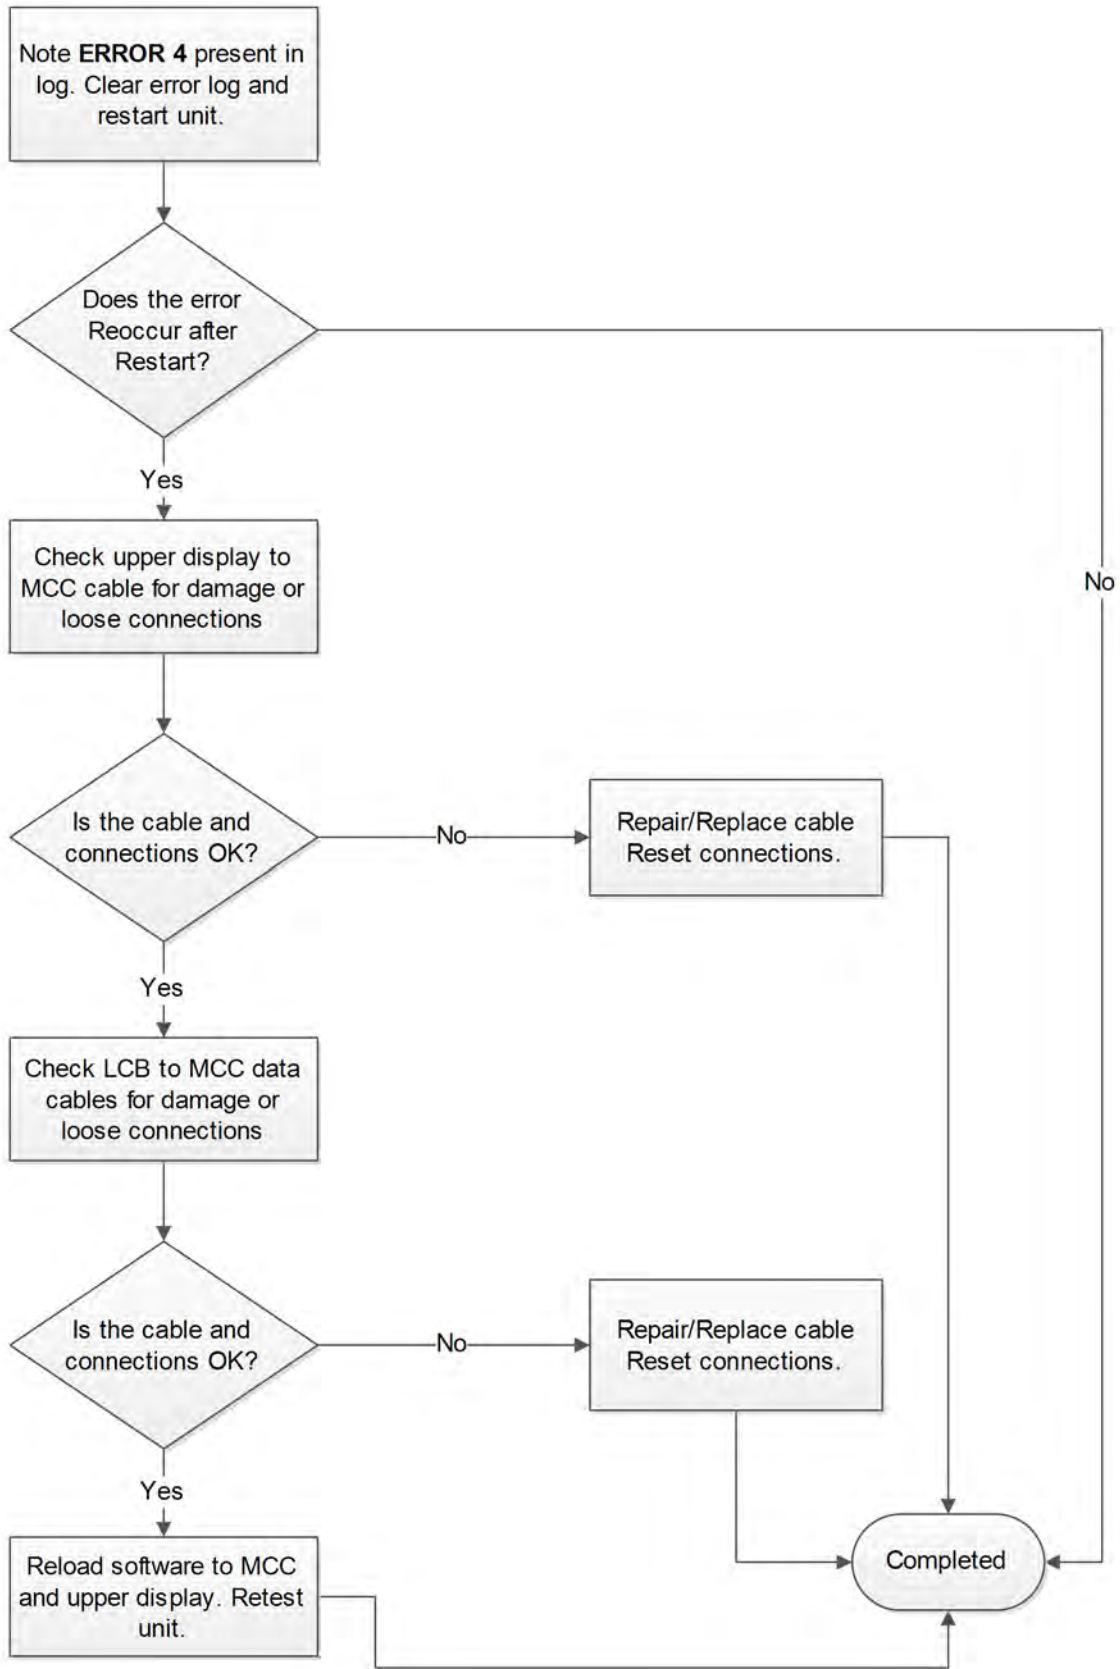 Note ERROR 4 present in
log. Clear error log and
restart unit.
Does the error
Reoccur after
Restart?
Yes
No
Check upper display to
MCC cable for damage or
loose connections
Is the cable and
connections OK?
No
Repair/Replace cable
Reset connections.
Yes
Check LCB to MCC data
cables for damage or
loose connections
Is the cable and
connections OK?
No
Repair/Replace cable
Reset connections.
Yes
Reload software to MCC
and upper display. Retest
unit.
Completed